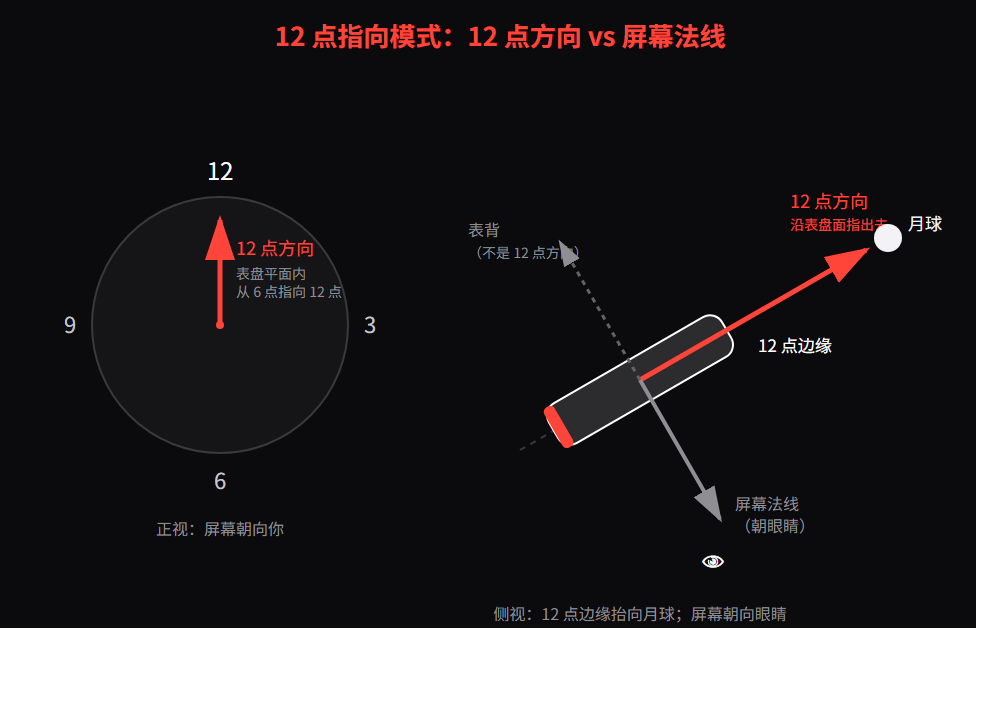 12 点指向模式：12 点方向 vs 屏幕法线
12
12 点方向
表盘平面内
从 6 点指向 12 点
9
3
6
正视：屏幕朝向你
12 点方向
沿表盘面指出去
月球
表背
（不是 12 点方向）
12 点边缘
屏幕法线
（朝眼睛）
侧视：12 点边缘抬向月球；屏幕朝向眼睛